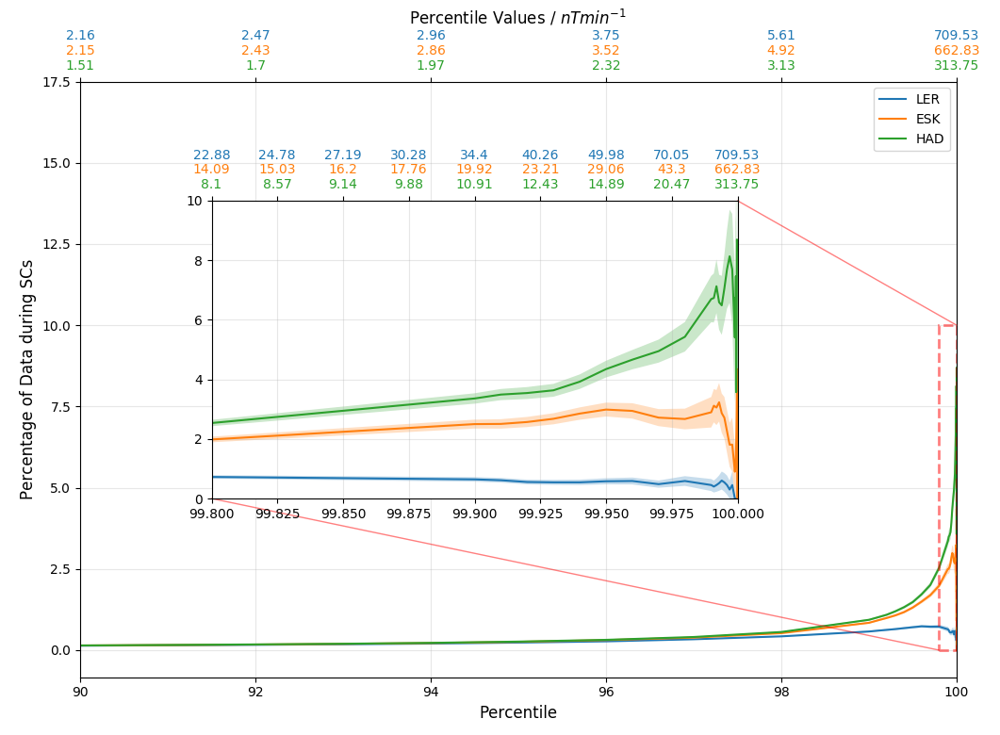 Percentile Values / nTmin⁻¹
2.16 2.47 2.96 3.75 5.61 709.53
2.15 2.43 2.86 3.52 4.92 662.83
1.51 1.7 1.97 2.32 3.13 313.75
17.5
LER
ESK
HAD
22.88 24.78 27.19 30.28 34.4 40.26 49.98 70.05 709.53
15.0
14.09 15.03 16.2 17.76 19.92 23.21 29.06 43.3 662.83
8.1 8.57 9.14 9.88 10.91 12.43 14.89 20.47 313.75
10
12.5
8
10.0
6
4
7.5
2
5.0
0
99.800 99.825 99.850 99.875 99.900 99.925 99.950 99.975 100.000
2.5
0.0
Percentage of Data during SCs
90 92 94 96 98 100
Percentile